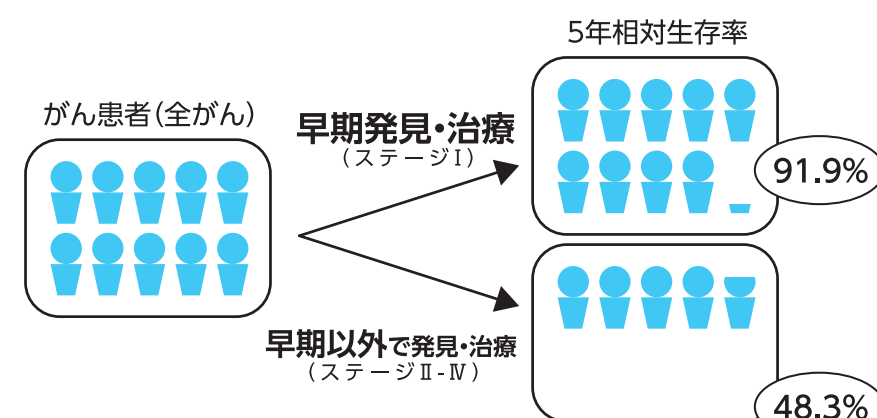 5年相対生存率
がん患者(全がん)
早期発見・治療
(ステージⅠ)
91.9%
早期以外で発見・治療
(ステージⅡ-Ⅳ)
48.3%